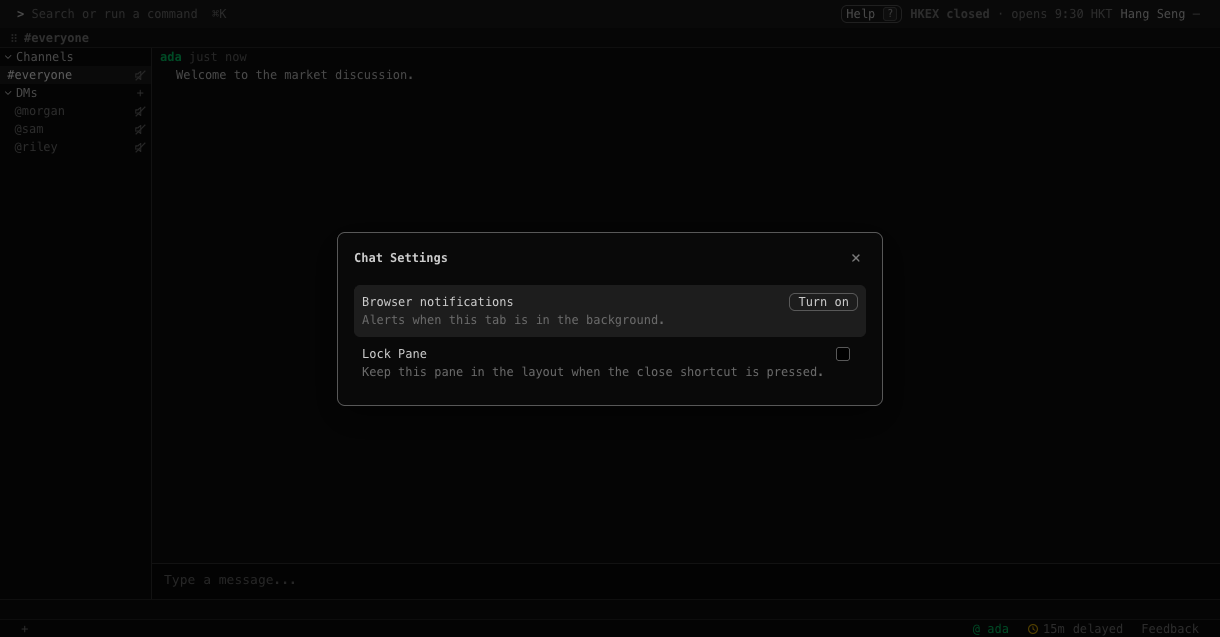 > Search or run a command ⌘K
Help ? HKEX closed · opens 9:30 HKT Hang Seng —
#everyone
Channels
#everyone
DMs +
@morgan
@sam
@riley
ada just now
Welcome to the market discussion.
Chat Settings ×
Browser notifications Turn on
Alerts when this tab is in the background.
Lock Pane
Keep this pane in the layout when the close shortcut is pressed.
Type a message...
+ @ ada 15m delayed Feedback